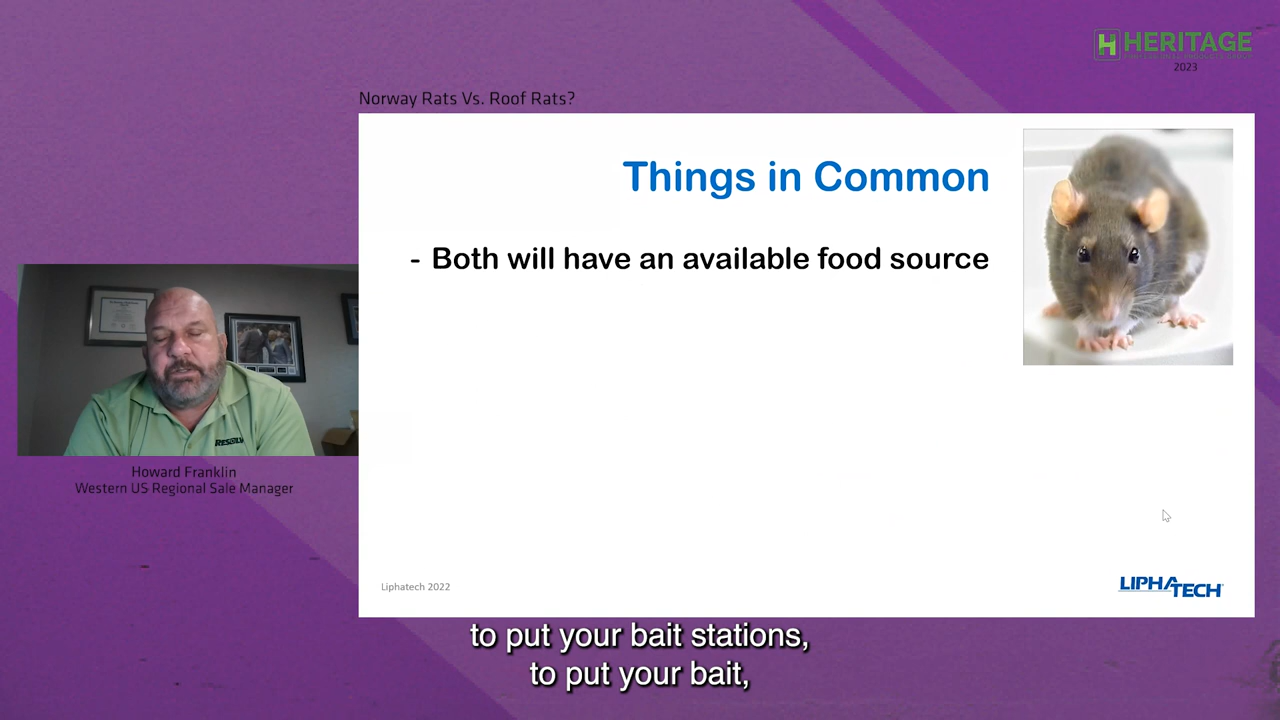 HERITAGE
2023
Norway Rats Vs. Roof Rats?
Things in Common
- Both will have an available food source
Howard Franklin
Western US Regional Sale Manager
Liphatech 2022
LIPHATECH
to put your bait stations,
to put your bait,